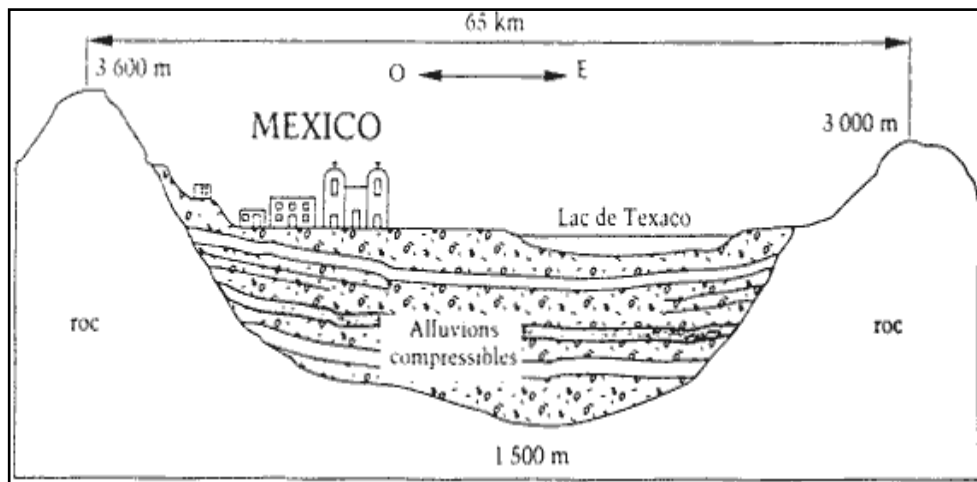 65 km
3 600 m
O E
MEXICO
3 000 m
Lac de Texaco
roc
Alluvions
compressibles
roc
1 500 m